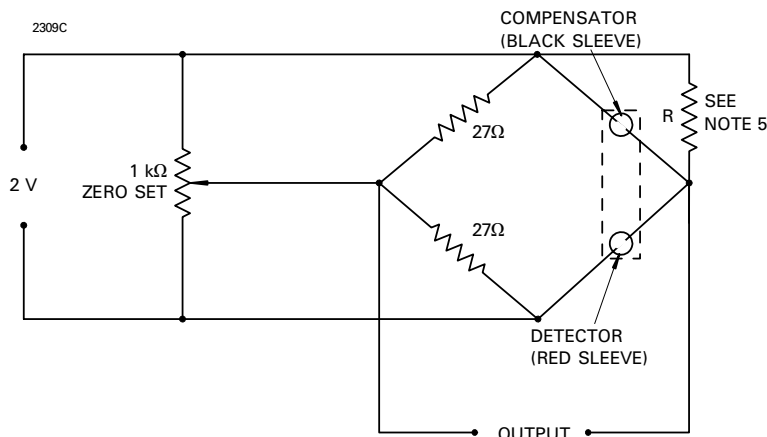 2309C
COMPENSATOR
(BLACK SLEEVE)
SEE
NOTE 5
R
27Ω
1 kΩ
ZERO SET
2 V
27Ω
DETECTOR
(RED SLEEVE)
OUTPUT